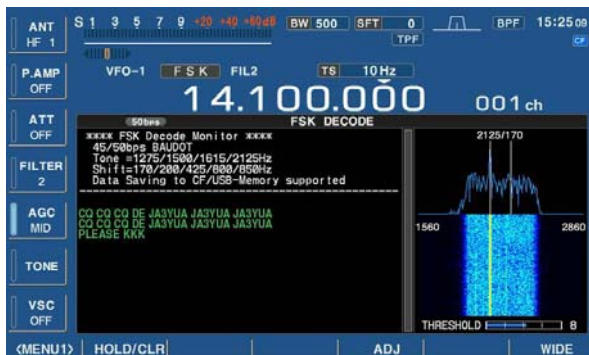 ANT
HF 1
S 1 3 5 7 9 +20 +40 +60dB
BW 500
SFT 0
TPF
BPF
15:25 09
CF
P.AMP
OFF
VFO-1
FSK
FIL2
TS
10Hz
14.100.000
001 ch
ATT
OFF
50bps
FSK DECODE
**** FSK Decode Monitor ****
45/50bps BAUDOT
Tone =1275/1500/1615/2125Hz
Shift=170/200/425/800/850Hz
Data Saving to CF/USB-Memory supported
CQ CQ CQ DE JA3YUA JA3YUA JA3YUA
CQ CQ CQ DE JA3YUA JA3YUA JA3YUA
PLEASE KKK
2125/170
1560
2860
THRESHOLD
8
FILTER
2
AGC
MID
TONE
VSC
OFF
<MENU1>
HOLD/CLR
ADJ
WIDE